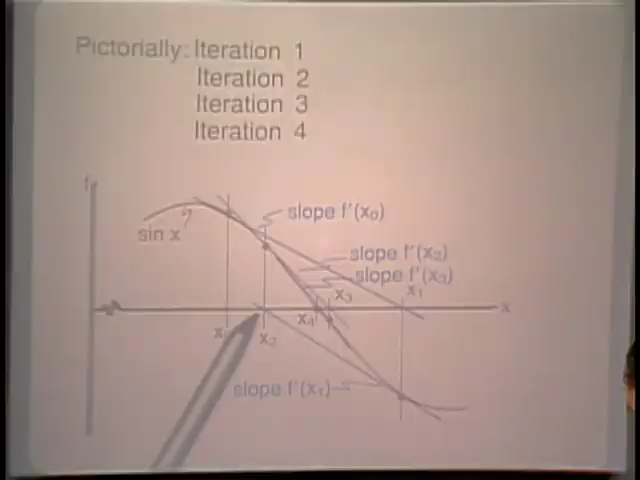 Pictorially: Iteration 1
Iteration 2
Iteration 3
Iteration 4
f
slope f'(x₀)
sin x
slope f'(x₂)
slope f'(x₃)
x₃
x₁
x
x₄
x₂
slope f'(x₁)